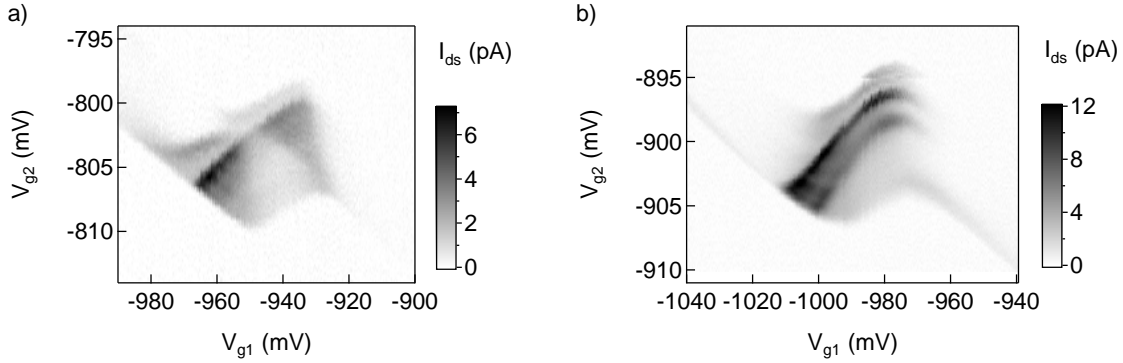 a)
-795
-800
-805
-810
V_g2 (mV)
-980 -960 -940 -920 -900
V_g1 (mV)
I_ds (pA)
6
4
2
0
b)
-895
-900
-905
-910
V_g2 (mV)
-1040 -1020 -1000 -980 -960 -940
V_g1 (mV)
I_ds (pA)
12
8
4
0